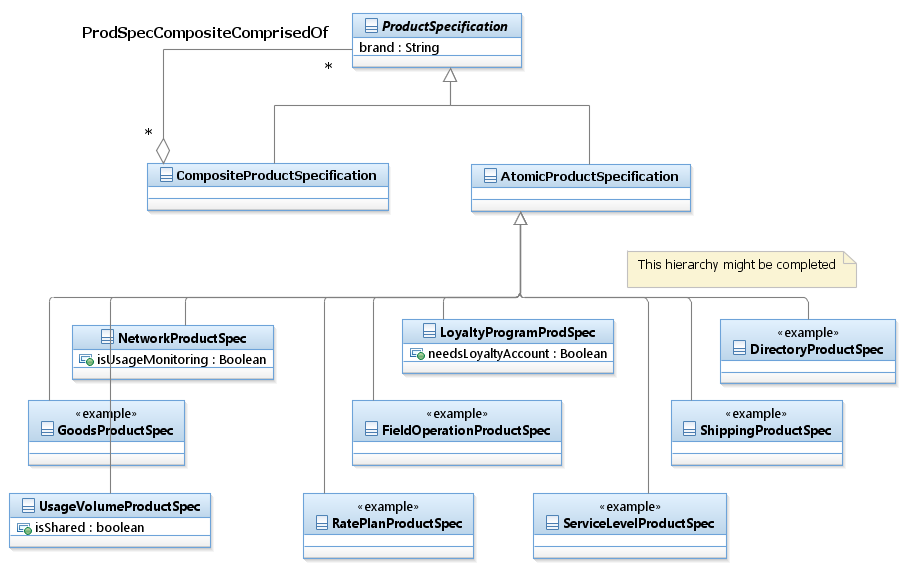 ProductSpecification
ProdSpecCompositeComprisedOf
brand : String
*
*
CompositeProductSpecification
AtomicProductSpecification
This hierarchy might be completed
NetworkProductSpec
isUsageMonitoring : Boolean
LoyaltyProgramProdSpec
needsLoyaltyAccount : Boolean
«example»
DirectoryProductSpec
«example»
GoodsProductSpec
«example»
FieldOperationProductSpec
«example»
ShippingProductSpec
UsageVolumeProductSpec
isShared : boolean
«example»
RatePlanProductSpec
«example»
ServiceLevelProductSpec